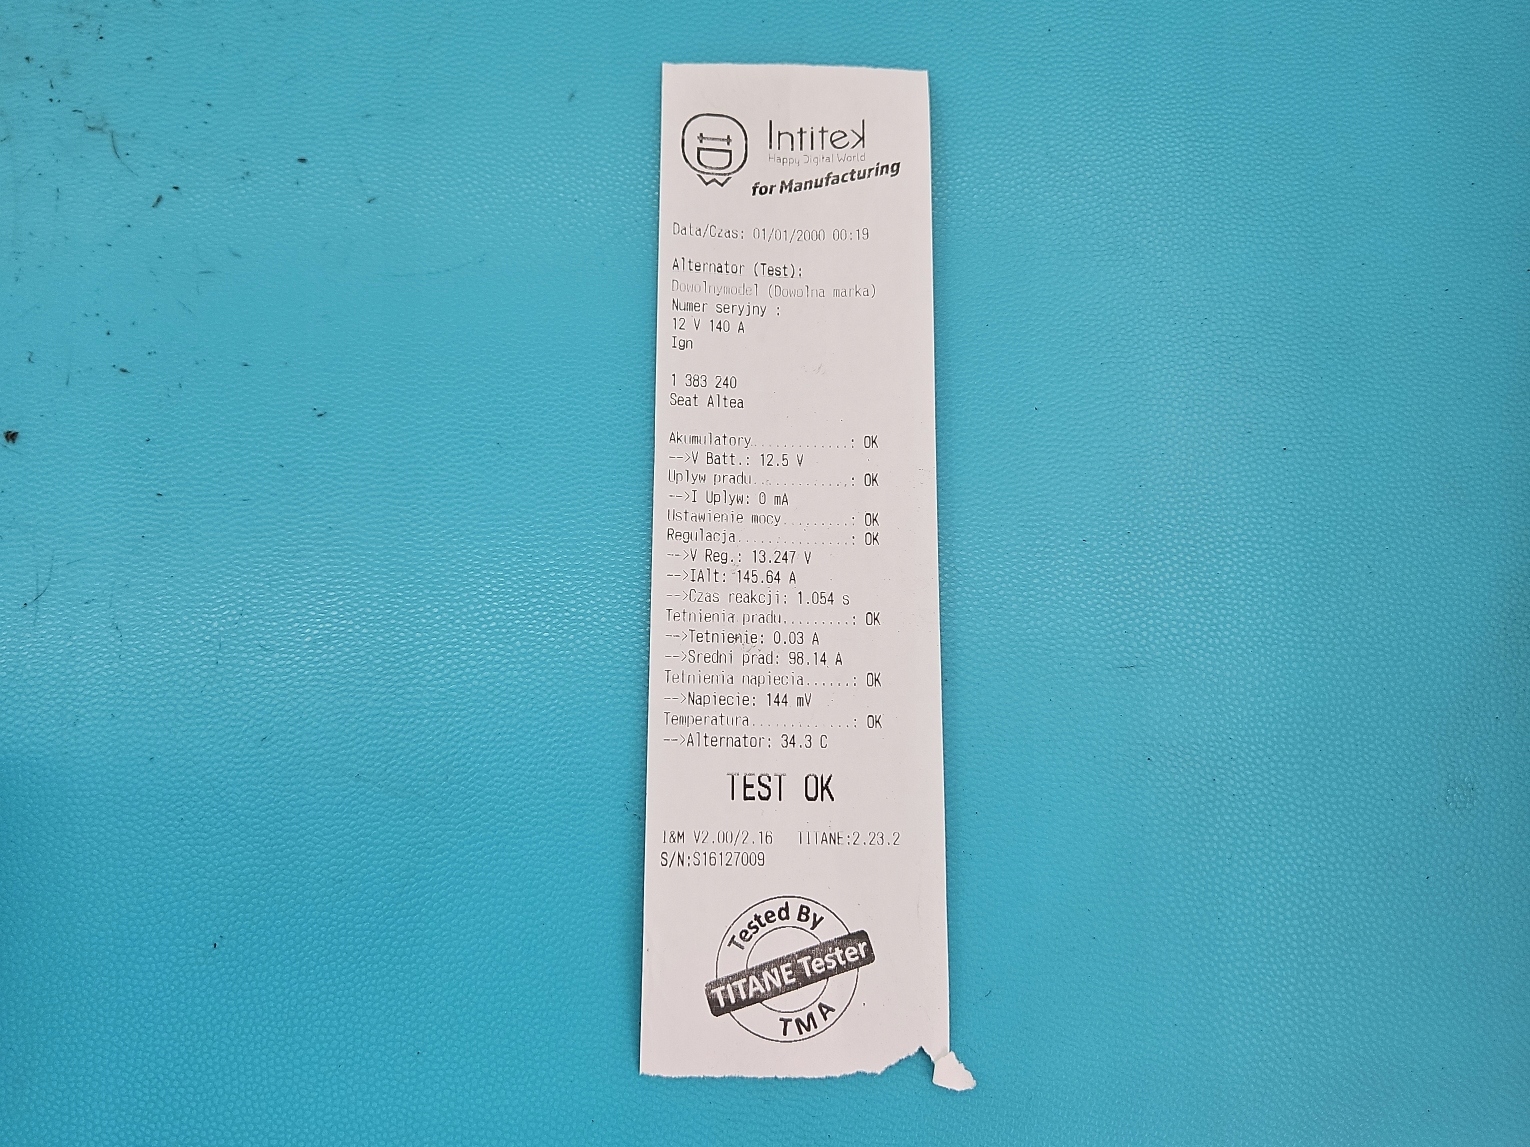 Intitek
Happy Digital World
for Manufacturing
Data/Czas: 01/01/2000 00:19
Alternator (Test):
Dowolnymodel (Dowolna marka)
Numer seryjny :
12 V 140 A
Ign
1 383 240
Seat Altea
Akumulatory.............: OK
-->V Batt.: 12.5 V
Uplyw pradu.............: OK
-->I Uplyw: 0 mA
Ustawienie mocy.........: OK
Regulacja...............: OK
-->V Reg.: 13.247 V
-->IAlt: 145.64 A
-->Czas reakcji: 1.054 s
Tetnienia pradu.........: OK
-->Tetnienie: 0.03 A
-->Sredni prad: 98.14 A
Tetnienia napiecia......: OK
-->Napiecie: 144 mV
Temperatura.............: OK
-->Alternator: 34.3 C
TEST OK
I&M V2.00/2.16 TITANE:2.23.2
S/N:S16127009
Tested By
TITANE Tester
TMA